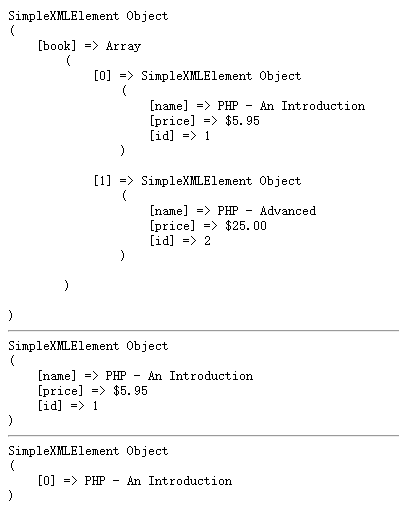 SimpleXMLElement Object
(
    [book] => Array
        (
            [0] => SimpleXMLElement Object
                (
                    [name] => PHP - An Introduction
                    [price] => $5.95
                    [id] => 1
                )

            [1] => SimpleXMLElement Object
                (
                    [name] => PHP - Advanced
                    [price] => $25.00
                    [id] => 2
                )

        )

)
SimpleXMLElement Object
(
    [name] => PHP - An Introduction
    [price] => $5.95
    [id] => 1
)
SimpleXMLElement Object
(
    [0] => PHP - An Introduction
)